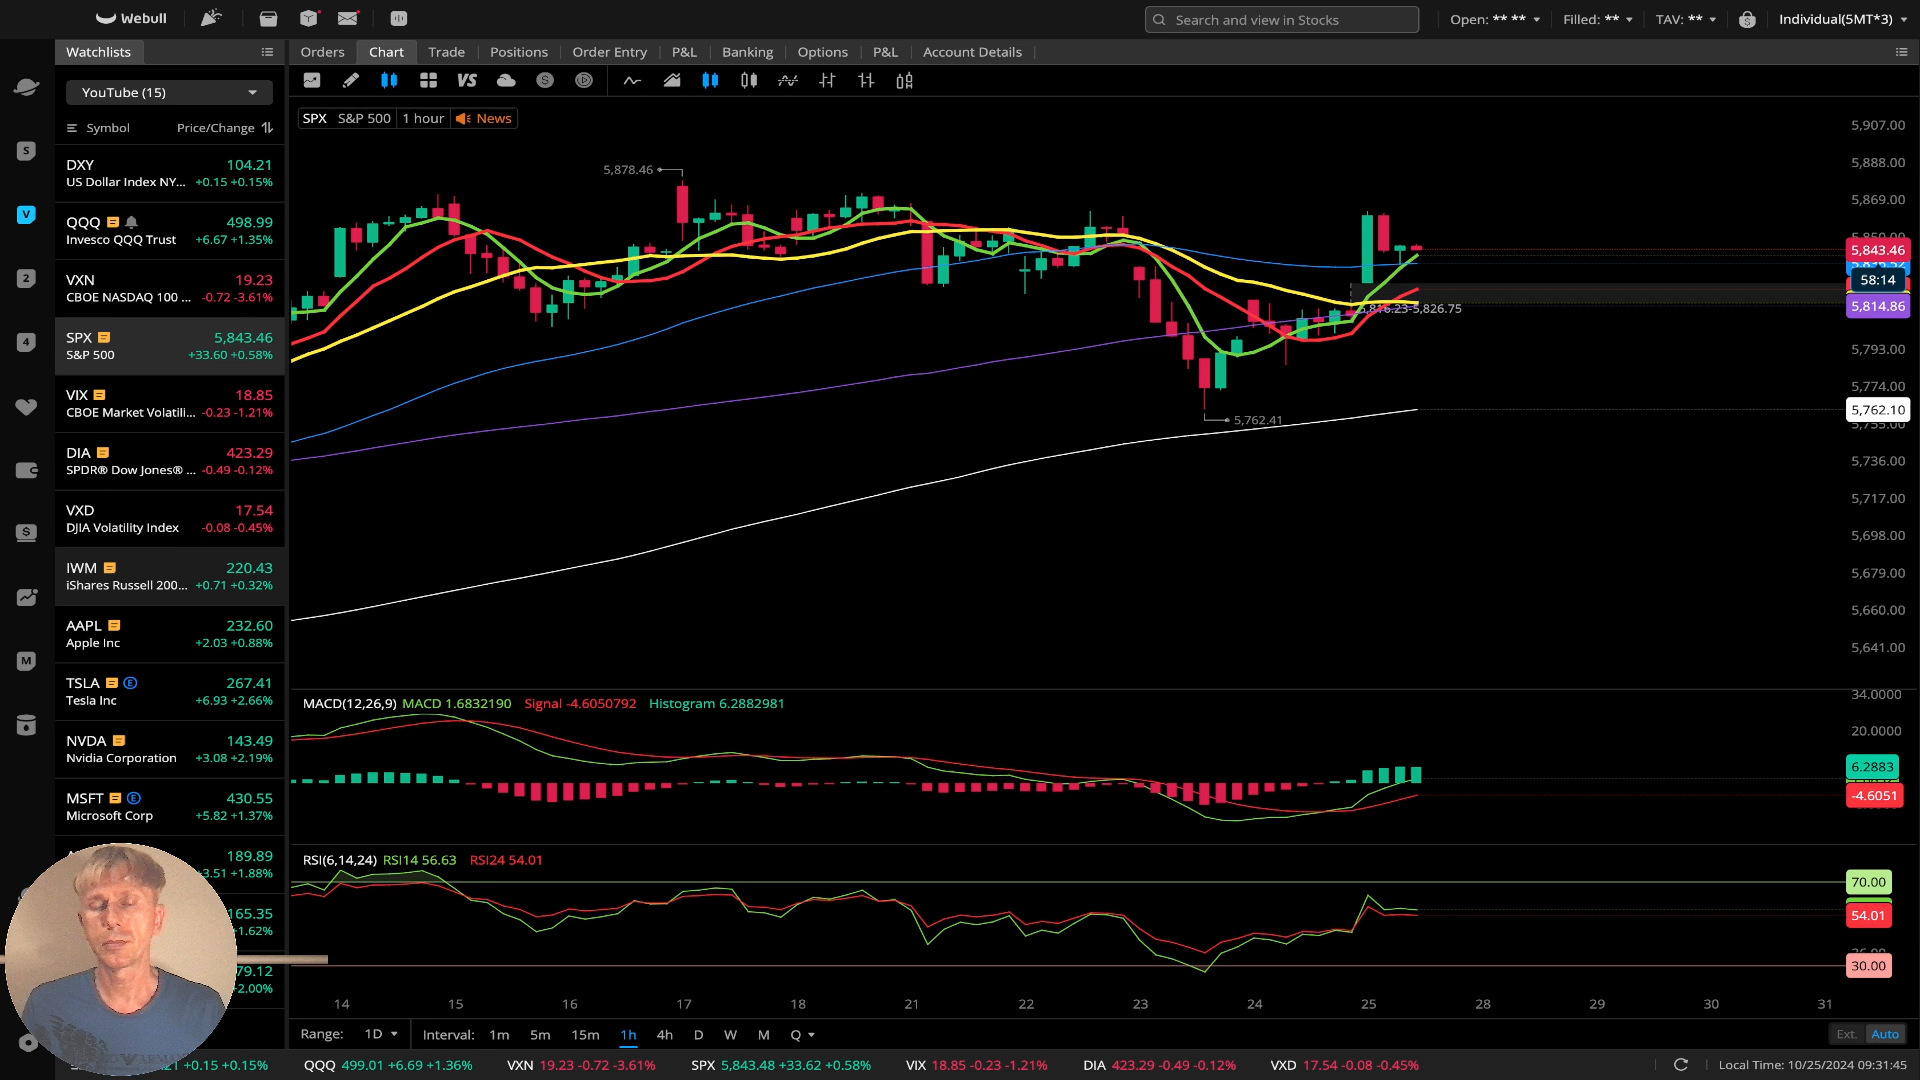 Webull
Search and view in Stocks
Open: ** **
Filled: **
TAV: **
Individual(5MT*3)
Watchlists
Orders
Chart
Trade
Positions
Order Entry
P&L
Banking
Options
P&L
Account Details
YouTube (15)
Symbol
Price/Change
DXY 104.21
US Dollar Index NY... +0.15 +0.15%
QQQ 498.99
Invesco QQQ Trust +6.67 +1.35%
VXN 19.23
CBOE NASDAQ 100 ... -0.72 -3.61%
SPX 5,843.46
S&P 500 +33.60 +0.58%
VIX 18.85
CBOE Market Volatili... -0.23 -1.21%
DIA 423.29
SPDR® Dow Jones® ... -0.49 -0.12%
VXD 17.54
DJIA Volatility Index -0.08 -0.45%
IWM 220.43
iShares Russell 200... +0.71 +0.32%
AAPL 232.60
Apple Inc +2.03 +0.88%
TSLA 267.41
Tesla Inc +6.93 +2.66%
NVDA 143.49
Nvidia Corporation +3.08 +2.19%
MSFT 430.55
Microsoft Corp +5.82 +1.37%
189.89
3.51 +1.88%
165.35
1.62%
79.12
2.00%
SPX S&P 500 1 hour News
5,878.46
5,816.23-5,826.75
5,762.41
5,907.00
5,888.00
5,869.00
5,843.46
58:14
5,814.86
5,793.00
5,774.00
5,762.10
5,736.00
5,717.00
5,698.00
5,679.00
5,660.00
5,641.00
MACD(12,26,9) MACD 1.6832190 Signal -4.6050792 Histogram 6.2882981
34.0000
20.0000
6.2883
-4.6051
RSI(6,14,24) RSI14 56.63 RSI24 54.01
70.00
54.01
30.00
14 15 16 17 18 21 22 23 24 25 28 29 30 31
Range: 1D Interval: 1m 5m 15m 1h 4h D W M Q
Ext. Auto
+0.15 +0.15%
QQQ 499.01 +6.69 +1.36%
VXN 19.23 -0.72 -3.61%
SPX 5,843.48 +33.62 +0.58%
VIX 18.85 -0.23 -1.21%
DIA 423.29 -0.49 -0.12%
VXD 17.54 -0.08 -0.45%
Local Time: 10/25/2024 09:31:45